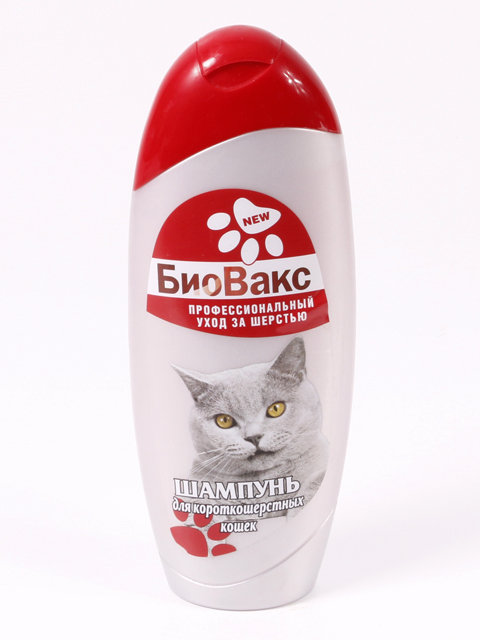 NEW
БиоВакс
ПРОФЕССИОНАЛЬНЫЙ
УХОД ЗА ШЕРСТЬЮ
ШАМПУНЬ
для короткошерстных
кошек